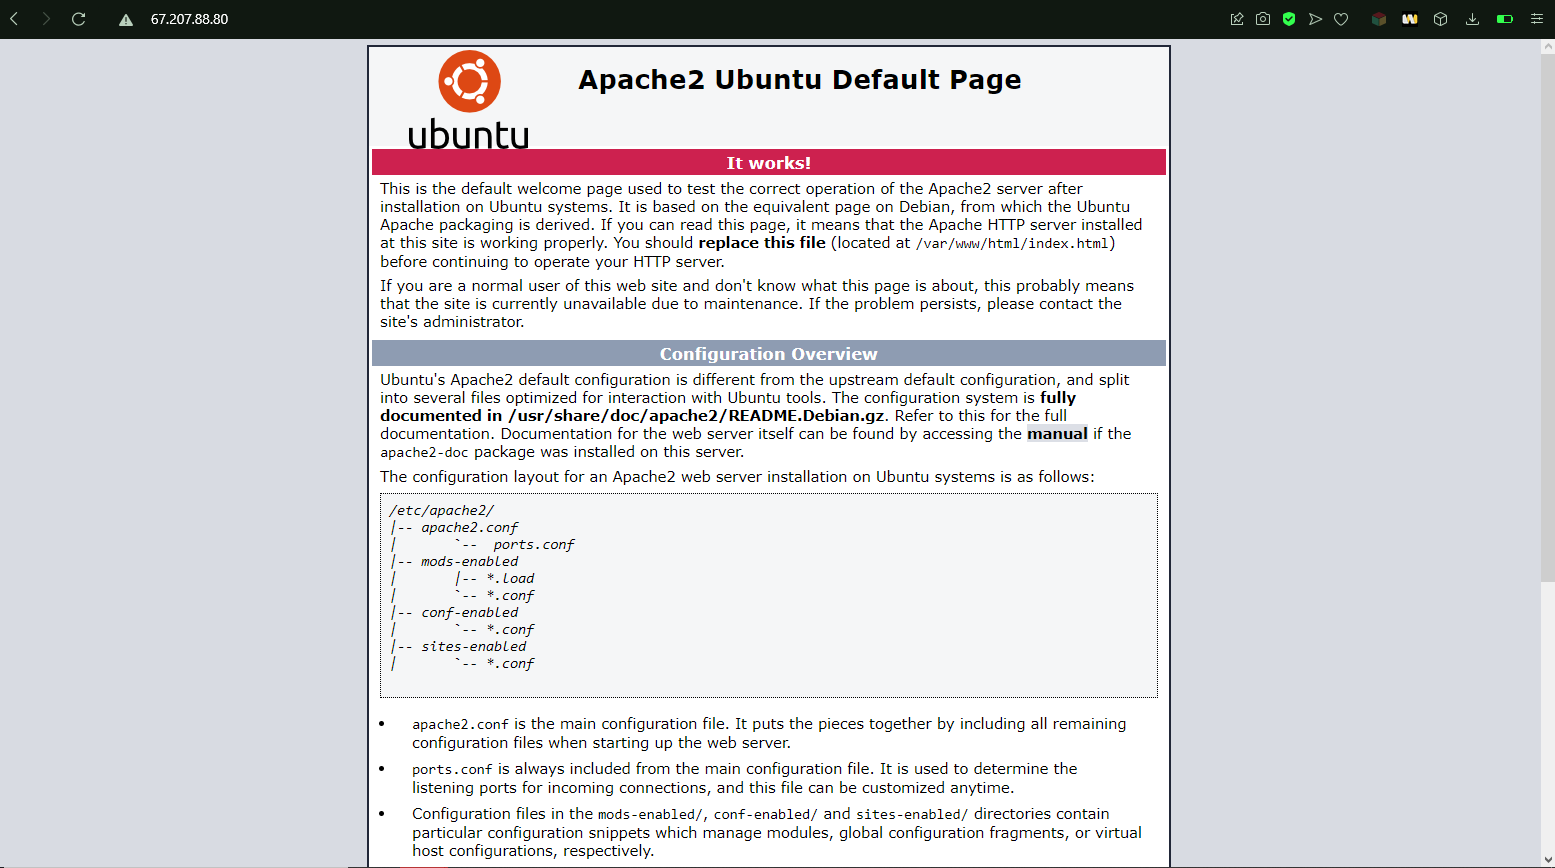 67.207.88.80
ubuntu
Apache2 Ubuntu Default Page
It works!
This is the default welcome page used to test the correct operation of the Apache2 server after
installation on Ubuntu systems. It is based on the equivalent page on Debian, from which the Ubuntu
Apache packaging is derived. If you can read this page, it means that the Apache HTTP server installed
at this site is working properly. You should replace this file (located at /var/www/html/index.html)
before continuing to operate your HTTP server.
If you are a normal user of this web site and don't know what this page is about, this probably means
that the site is currently unavailable due to maintenance. If the problem persists, please contact the
site's administrator.
Configuration Overview
Ubuntu's Apache2 default configuration is different from the upstream default configuration, and split
into several files optimized for interaction with Ubuntu tools. The configuration system is fully
documented in /usr/share/doc/apache2/README.Debian.gz. Refer to this for the full
documentation. Documentation for the web server itself can be found by accessing the manual if the
apache2-doc package was installed on this server.
The configuration layout for an Apache2 web server installation on Ubuntu systems is as follows:
/etc/apache2/
|-- apache2.conf
|       `--  ports.conf
|-- mods-enabled
|       |-- *.load
|       `-- *.conf
|-- conf-enabled
|       `-- *.conf
|-- sites-enabled
|       `-- *.conf
• apache2.conf is the main configuration file. It puts the pieces together by including all remaining
configuration files when starting up the web server.
• ports.conf is always included from the main configuration file. It is used to determine the
listening ports for incoming connections, and this file can be customized anytime.
• Configuration files in the mods-enabled/, conf-enabled/ and sites-enabled/ directories contain
particular configuration snippets which manage modules, global configuration fragments, or virtual
host configurations, respectively.